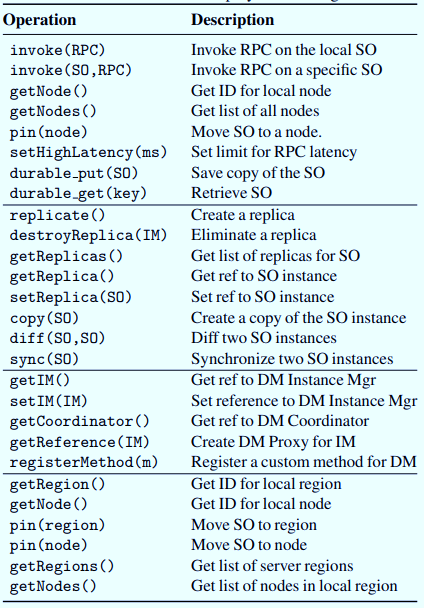 Operation Description
invoke(RPC) Invoke RPC on the local SO
invoke(SO,RPC) Invoke RPC on a specific SO
getNode() Get ID for local node
getNodes() Get list of all nodes
pin(node) Move SO to a node.
setHighLatency(ms) Set limit for RPC latency
durable_put(SO) Save copy of the SO
durable_get(key) Retrieve SO
replicate() Create a replica
destroyReplica(IM) Eliminate a replica
getReplicas() Get list of replicas for SO
getReplica() Get ref to SO instance
setReplica(SO) Set ref to SO instance
copy(SO) Create a copy of the SO instance
diff(SO,SO) Diff two SO instances
sync(SO) Synchronize two SO instances
getIM() Get ref to DM Instance Mgr
setIM(IM) Set reference to DM Instance Mgr
getCoordinator() Get ref to DM Coordinator
getReference(IM) Create DM Proxy for IM
registerMethod(m) Register a custom method for DM
getRegion() Get ID for local region
getNode() Get ID for local node
pin(region) Move SO to region
pin(node) Move SO to node
getRegions() Get list of server regions
getNodes() Get list of nodes in local region